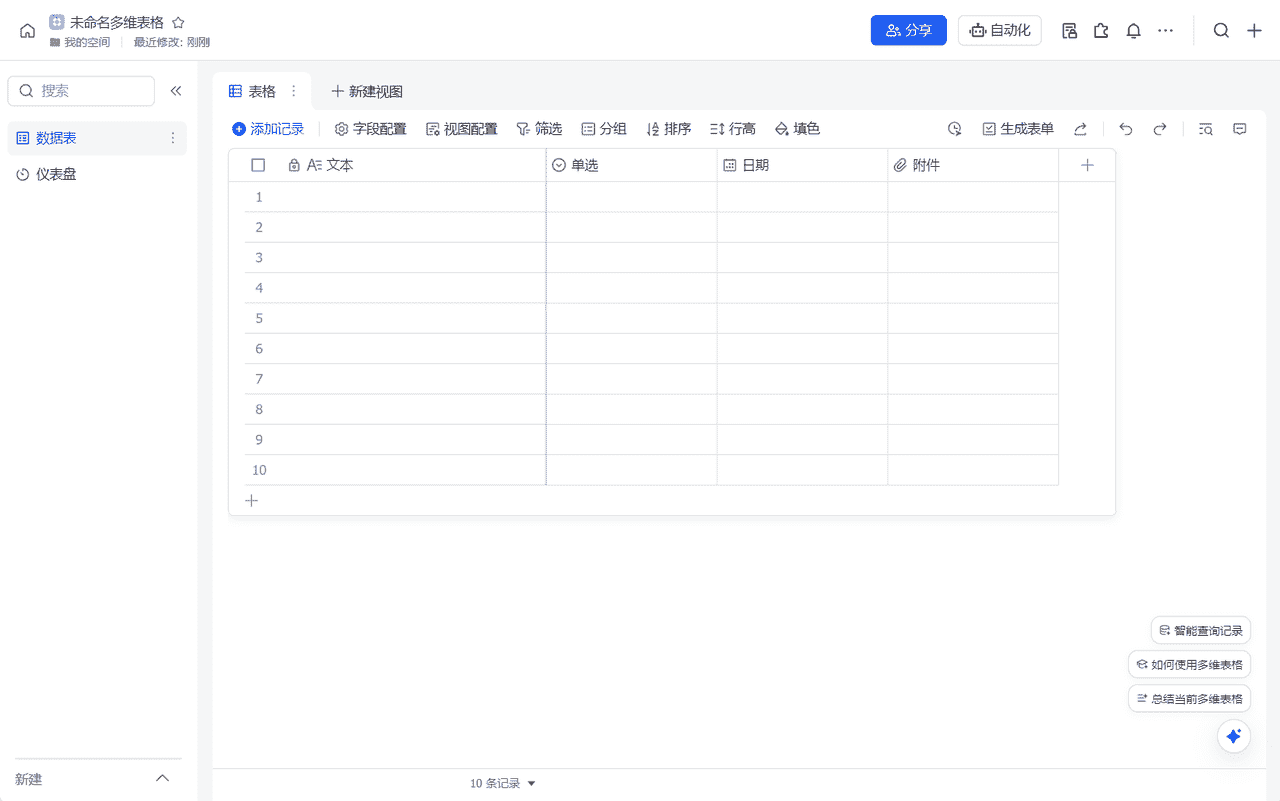 未命名多维表格
我的空间 最近修改: 刚刚
分享 自动化
搜索
数据表
仪表盘
表格 新建视图
添加记录 字段配置 视图配置 筛选 分组 排序 行高 填色 生成表单
文本 单选 日期 附件
1
2
3
4
5
6
7
8
9
10
智能查询记录
如何使用多维表格
总结当前多维表格
新建
10 条记录